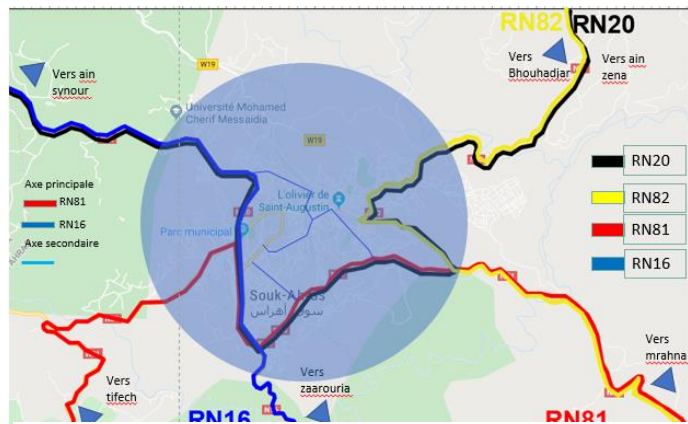 RN82
RN20
Vers
Bhouhadjar
Vers ain
zena
Vers ain
synour
W19
Université Mohamed
Cherif Messaidia
W19
RN20
RN82
RN81
RN16
Axe principale
RN81
RN16
Axe secondaire
L'olivier de
Saint-Augustin
Parc municipal
Souk-Ahras
سوق أهراس
Vers
tifech
Vers
zaarouria
Vers
mrahna
RN16
RN81